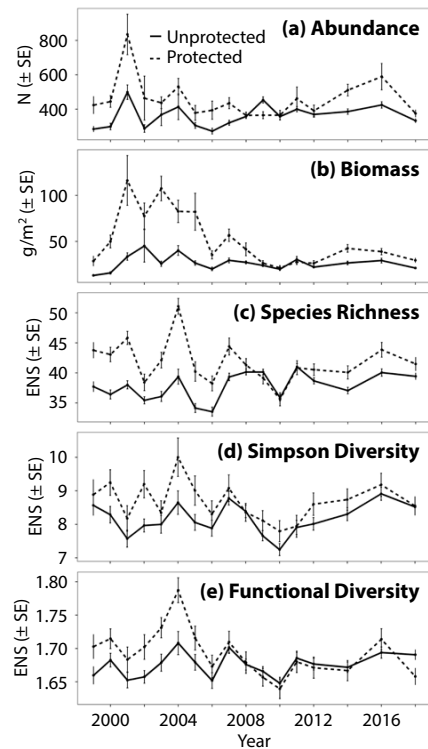 (a) Abundance
Unprotected
Protected
N (± SE)
800
600
400
(b) Biomass
g/m² (± SE)
100
50
(c) Species Richness
ENS (± SE)
50
45
40
35
(d) Simpson Diversity
ENS (± SE)
10
9
8
7
(e) Functional Diversity
ENS (± SE)
1.80
1.75
1.70
1.65
2000 2004 2008 2012 2016
Year